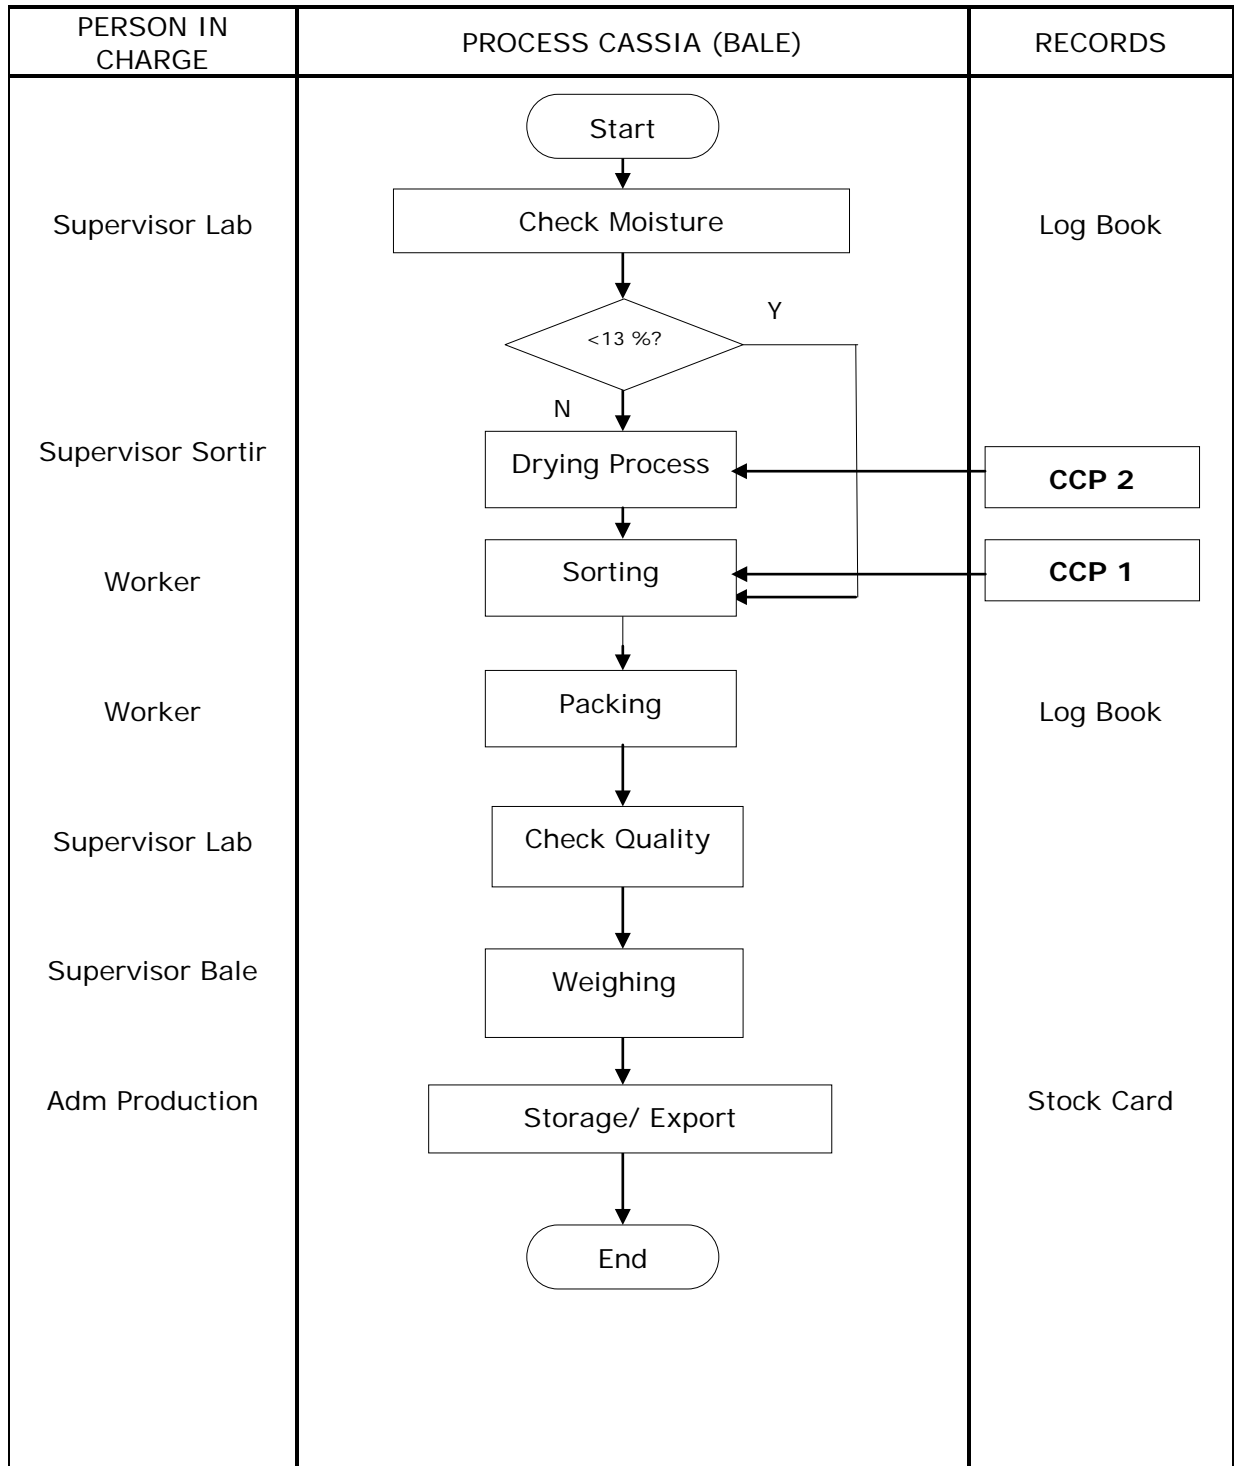 PERSON IN
CHARGE
PROCESS CASSIA (BALE)
RECORDS
Start
Supervisor Lab
Check Moisture
Log Book
Y
<13 %?
N
Supervisor Sortir
Drying Process
CCP 2
Worker
Sorting
CCP 1
Worker
Packing
Log Book
Supervisor Lab
Check Quality
Supervisor Bale
Weighing
Adm Production
Storage/ Export
Stock Card
End